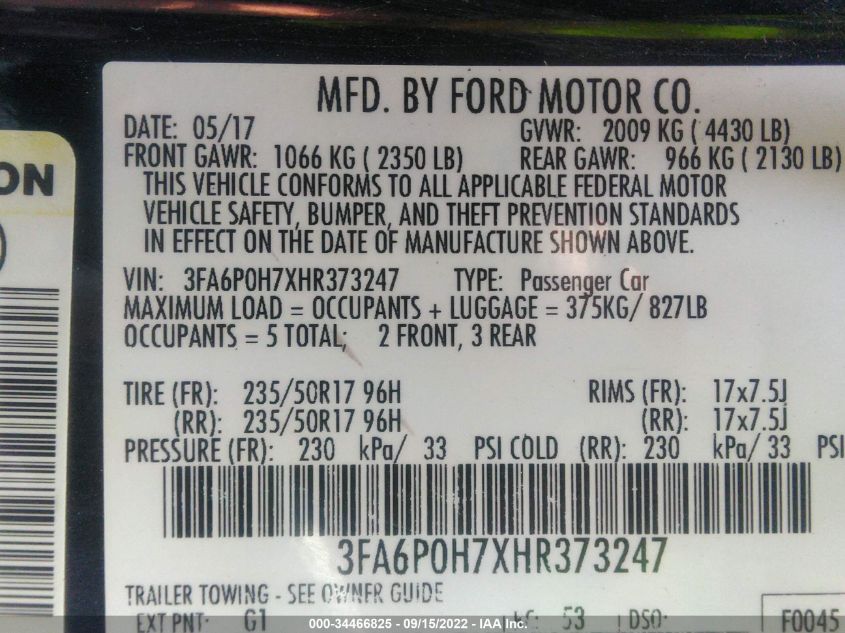 MFD. BY FORD MOTOR CO.
DATE: 05/17 GVWR: 2009 KG ( 4430 LB)
FRONT GAWR: 1066 KG ( 2350 LB) REAR GAWR: 966 KG ( 2130 LB)
THIS VEHICLE CONFORMS TO ALL APPLICABLE FEDERAL MOTOR
VEHICLE SAFETY, BUMPER, AND THEFT PREVENTION STANDARDS
IN EFFECT ON THE DATE OF MANUFACTURE SHOWN ABOVE.
ON
VIN: 3FA6P0H7XHR373247 TYPE: Passenger Car
MAXIMUM LOAD = OCCUPANTS + LUGGAGE = 375KG/ 827LB
OCCUPANTS = 5 TOTAL; 2 FRONT, 3 REAR
TIRE (FR): 235/50R17 96H RIMS (FR): 17x7.5J
(RR): 235/50R17 96H (RR): 17x7.5J
PRESSURE (FR): 230 kPa/ 33 PSI COLD (RR): 230 kPa/ 33 PSI
3FA6P0H7XHR373247
TRAILER TOWING - SEE OWNER GUIDE
EXT PNT: G1 53 DSO: F0045
000-34466825 - 09/15/2022 - IAA Inc.